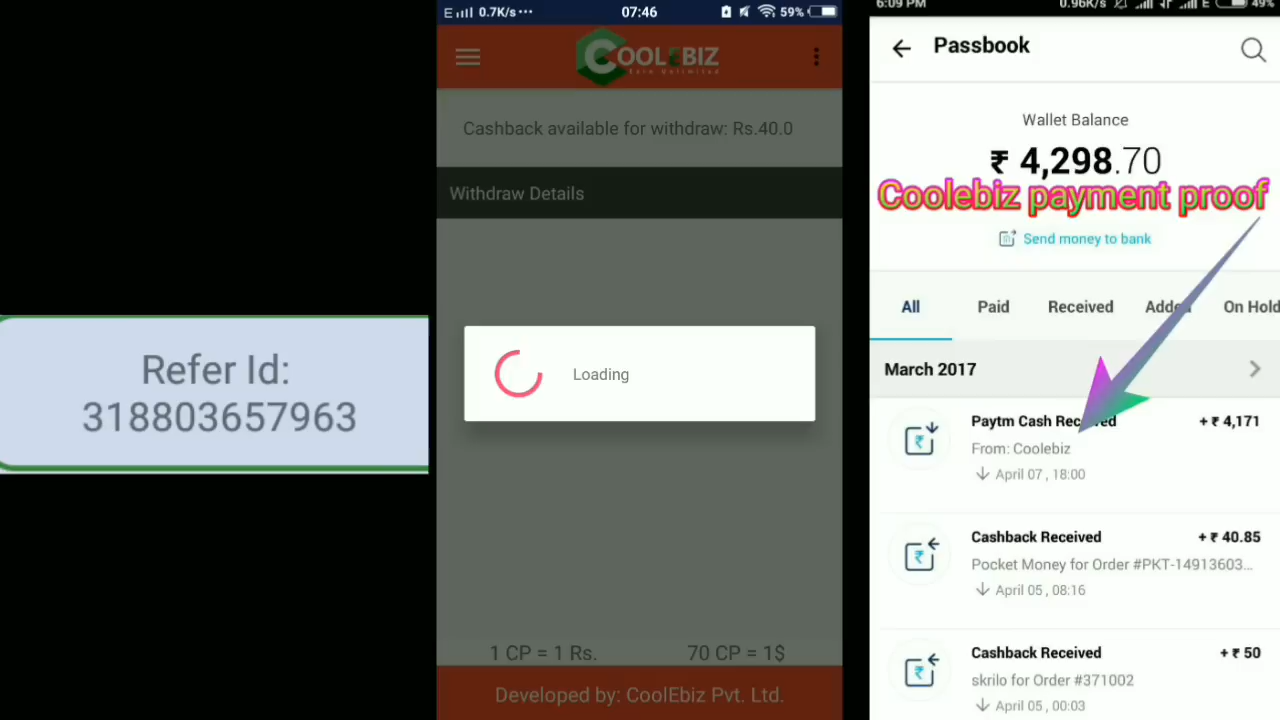 Refer Id:
318803657963
E 0.7K/s ··· 07:46 59%
COOLEBIZ
Earn Unlimited
Cashback available for withdraw: Rs.40.0
Withdraw Details
Loading
1 CP = 1 Rs. 70 CP = 1$
Developed by: CoolEbiz Pvt. Ltd.
6:09 PM 0.96K/s E 49%
Passbook
Wallet Balance
₹ 4,298.70
Coolebiz payment proof
Send money to bank
All Paid Received Added On Hold
March 2017
Paytm Cash Received + ₹ 4,171
From: Coolebiz
April 07 , 18:00
Cashback Received + ₹ 40.85
Pocket Money for Order #PKT-14913603...
April 05 , 08:16
Cashback Received + ₹ 50
skrilo for Order #371002
April 05 , 00:03